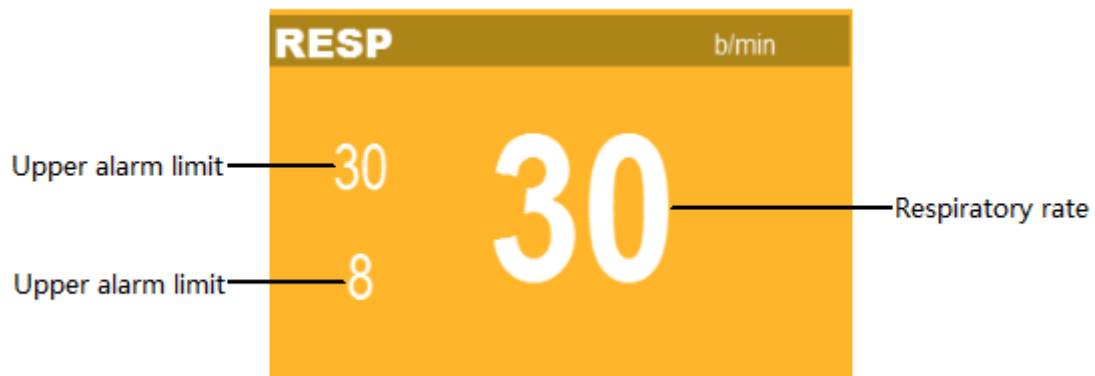 RESP b/min
Upper alarm limit 30
30 Respiratory rate
Upper alarm limit 8